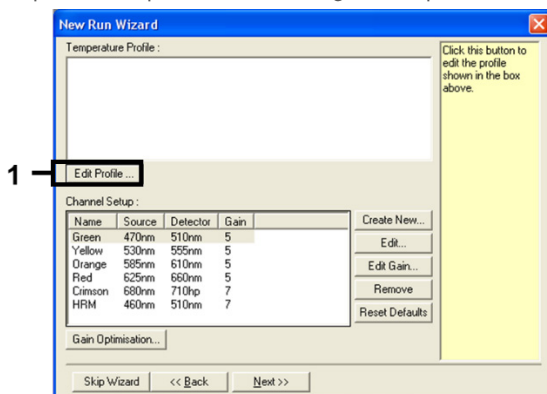 New Run Wizard
Temperature Profile :
Click this button to
edit the profile
shown in the box
above.
1
Edit Profile ...
Channel Setup :
Name Source Detector Gain
Green 470nm 510nm 5
Yellow 530nm 555nm 5
Orange 585nm 610nm 5
Red 625nm 660nm 5
Crimson 680nm 710hp 7
HRM 460nm 510nm 7
Create New...
Edit...
Edit Gain...
Remove
Reset Defaults
Gain Optimisation...
Skip Wizard
<< Back
Next >>